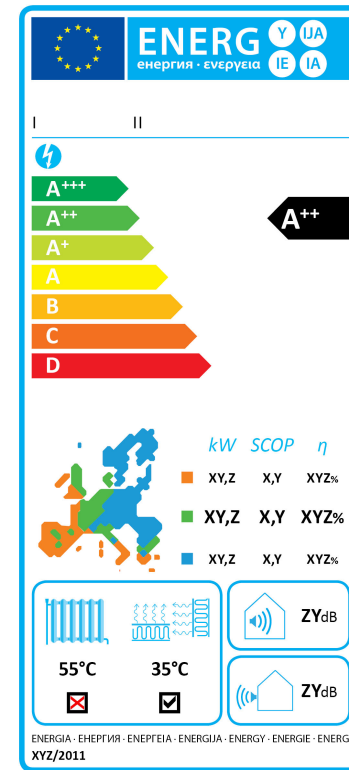 ENERG Y IJA
енергия · ενεργεια IE IA
I II
A+++
A++ A++
A+
A
B
C
D
kW SCOP η
XY,Z X,Y XYZ%
XY,Z X,Y XYZ%
XY,Z X,Y XYZ%
ZYdB
55°C 35°C
ZYdB
ENERGIA · ЕНЕРГИЯ · ΕΝΕΡΓΕΙΑ · ENERGIJA · ENERGY · ENERGIE · ENERG
XYZ/2011